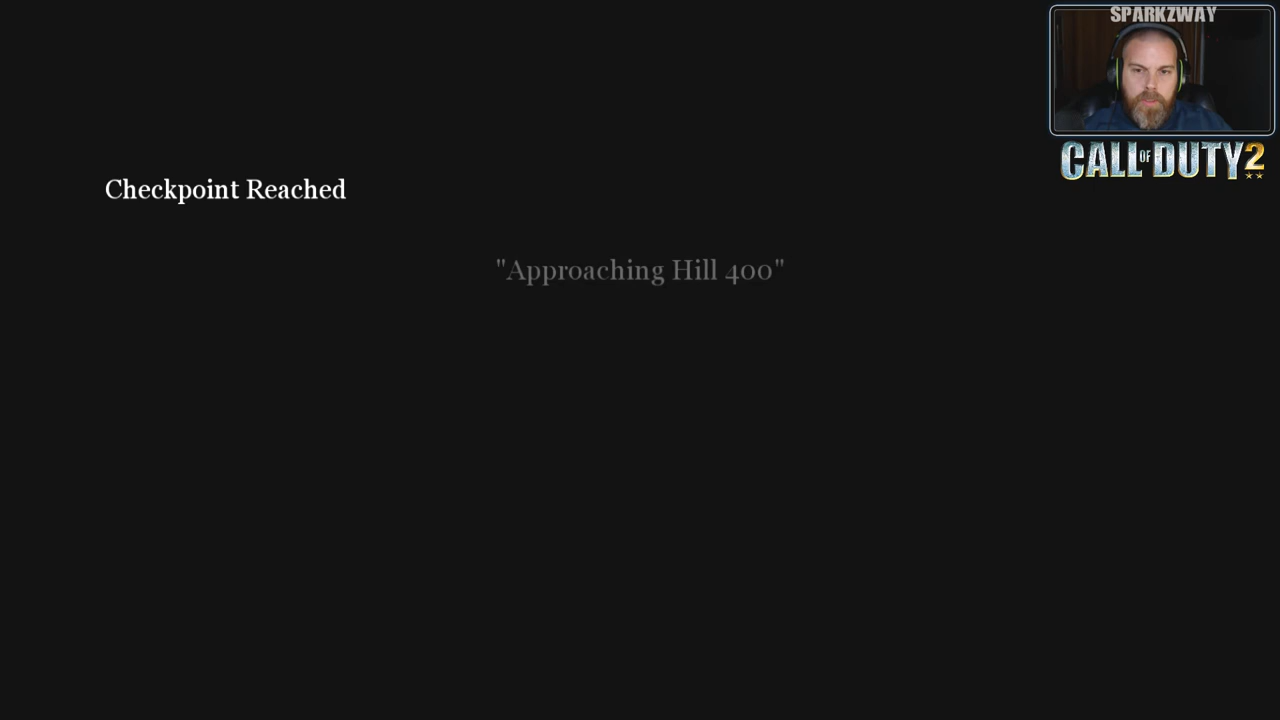 SPARKZWAY
CALL OF DUTY 2
Checkpoint Reached
"Approaching Hill 400"